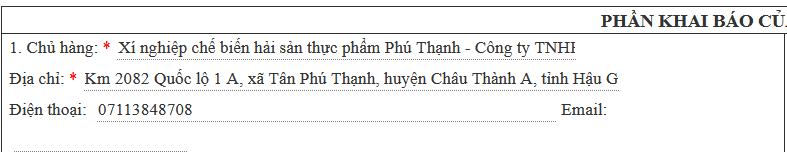 PHẦN KHAI BÁO CỦA
1. Chủ hàng: * Xí nghiệp chế biến hải sản thực phẩm Phú Thạnh - Công ty TNHH
Địa chỉ: * Km 2082 Quốc lộ 1 A, xã Tân Phú Thạnh, huyện Châu Thành A, tỉnh Hậu G
Điện thoại: 07113848708 Email: